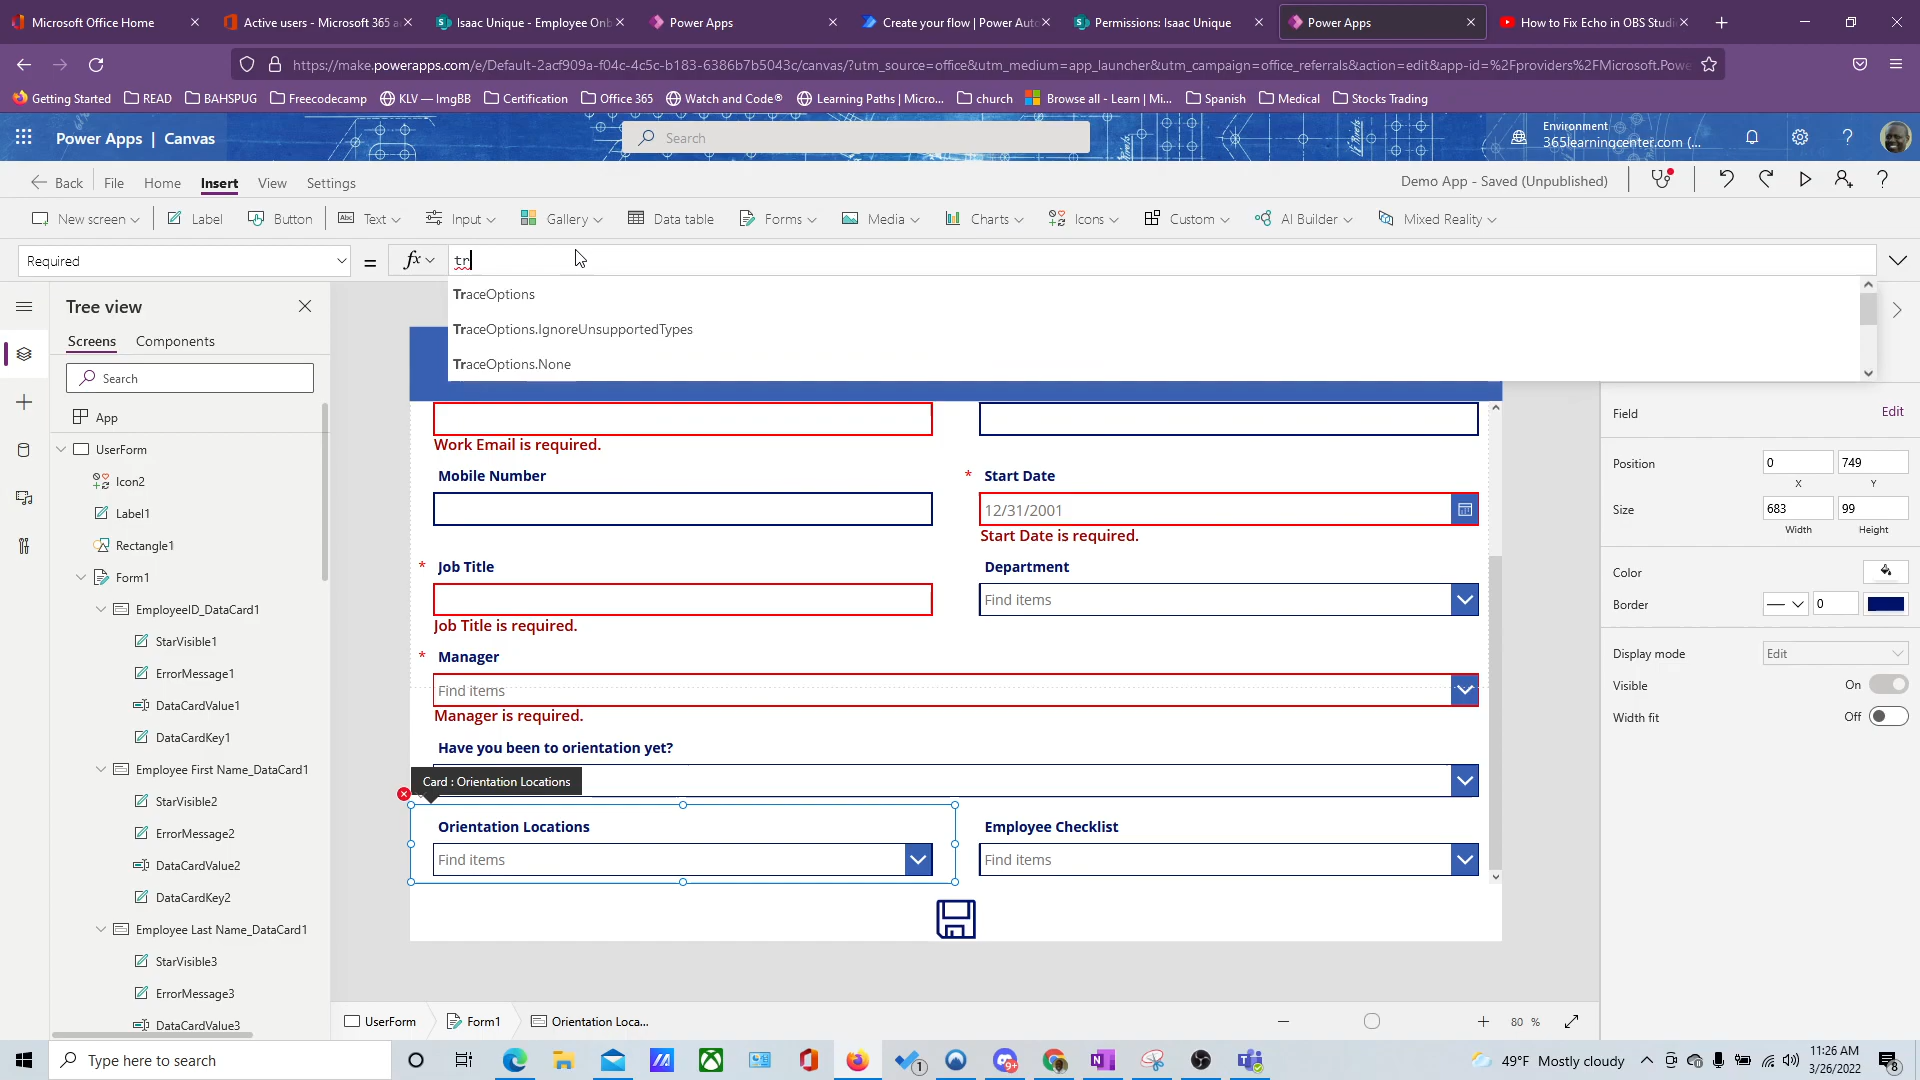 Microsoft Office Home
Active users - Microsoft 365 a
Isaac Unique - Employee Onb
Power Apps
Create your flow | Power Auto
Permissions: Isaac Unique
Power Apps
How to Fix Echo in OBS Studi
https://make.powerapps.com/e/Default-2acf909a-f04c-4c5c-b183-6386b7b5043c/canvas/?utm_source=office&utm_medium=app_launcher&utm_campaign=office_referrals&action=edit&app-id=%2Fproviders%2FMicrosoft.Powe
Getting Started
READ
BAHSPUG
Freecodecamp
KLV — ImgBB
Certification
Office 365
Watch and Code®
Learning Paths | Micro...
church
Browse all - Learn | Mi...
Spanish
Medical
Stocks Trading
Power Apps | Canvas
Search
Environment
365learningcenter.com (...
Back
File
Home
Insert
View
Settings
Demo App - Saved (Unpublished)
New screen
Label
Button
Text
Input
Gallery
Data table
Forms
Media
Charts
Icons
Custom
AI Builder
Mixed Reality
Required
=
fx
tr
TraceOptions
TraceOptions.IgnoreUnsupportedTypes
TraceOptions.None
Tree view
Screens
Components
Search
App
UserForm
Icon2
Label1
Rectangle1
Form1
EmployeeID_DataCard1
StarVisible1
ErrorMessage1
DataCardValue1
DataCardKey1
Employee First Name_DataCard1
StarVisible2
ErrorMessage2
DataCardValue2
DataCardKey2
Employee Last Name_DataCard1
StarVisible3
ErrorMessage3
DataCardValue3
Work Email is required.
Mobile Number
* Start Date
12/31/2001
Start Date is required.
* Job Title
Department
Find items
Job Title is required.
* Manager
Find items
Manager is required.
Have you been to orientation yet?
Card : Orientation Locations
Orientation Locations
Employee Checklist
Find items
Find items
Field
Edit
Position
0
749
X
Y
Size
683
99
Width
Height
Color
Border
0
Display mode
Edit
Visible
On
Width fit
Off
UserForm
Form1
Orientation Loca...
80 %
Type here to search
1
9+
49°F Mostly cloudy
11:26 AM
3/26/2022
8